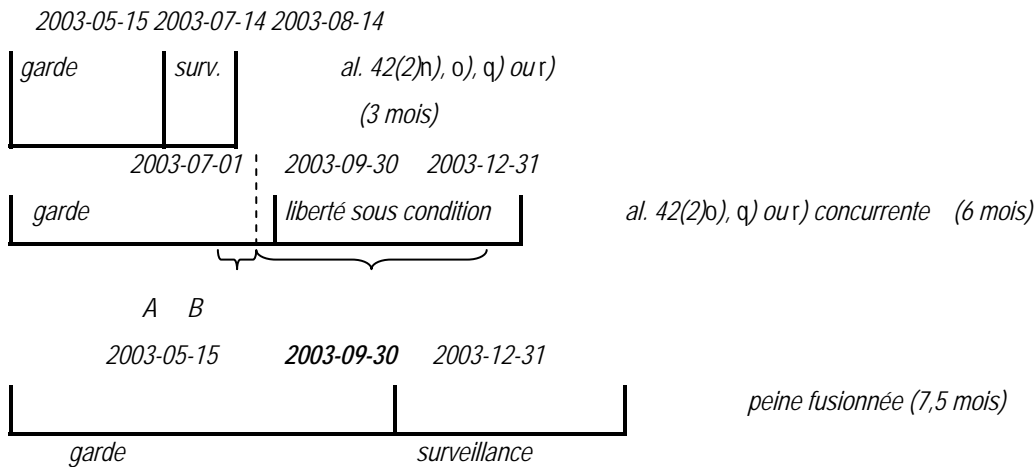 2003-05-15 2003-07-14 2003-08-14
garde surv. al. 42(2)n), o), q) ou r)
(3 mois)
2003-07-01 2003-09-30 2003-12-31
garde liberté sous condition al. 42(2)o), q) ou r) concurrente (6 mois)
A B
2003-05-15 2003-09-30 2003-12-31
peine fusionnée (7,5 mois)
garde surveillance